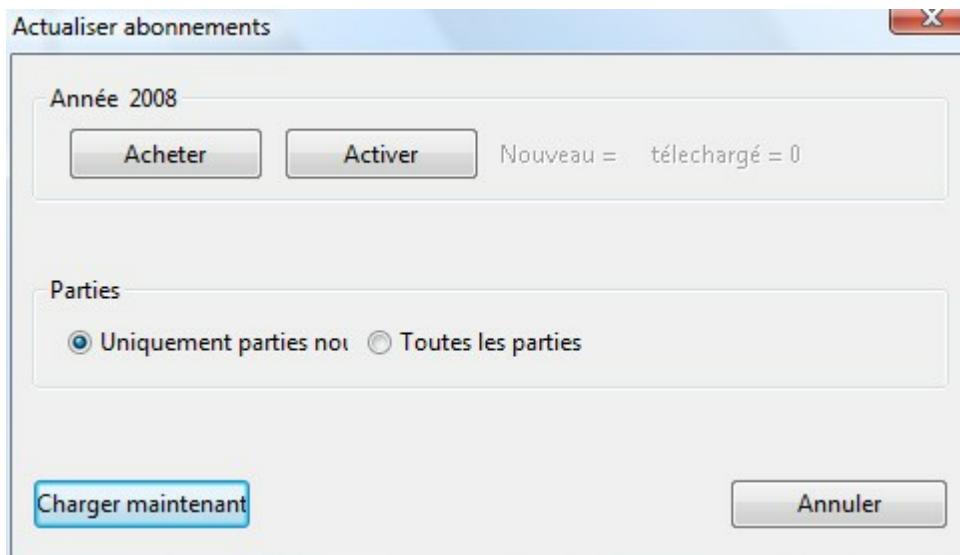 Actualiser abonnements
Année 2008
Acheter
Activer
Nouveau =
télechargé = 0
Parties
Uniquement parties nou
Toutes les parties
Charger maintenant
Annuler